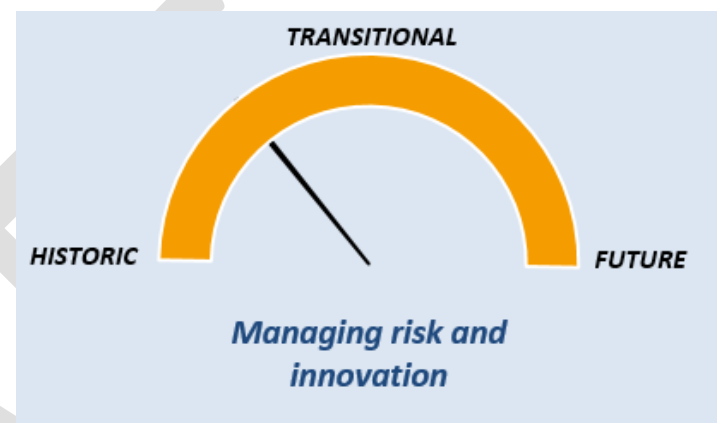 TRANSITIONAL
HISTORIC
FUTURE
Managing risk and
innovation